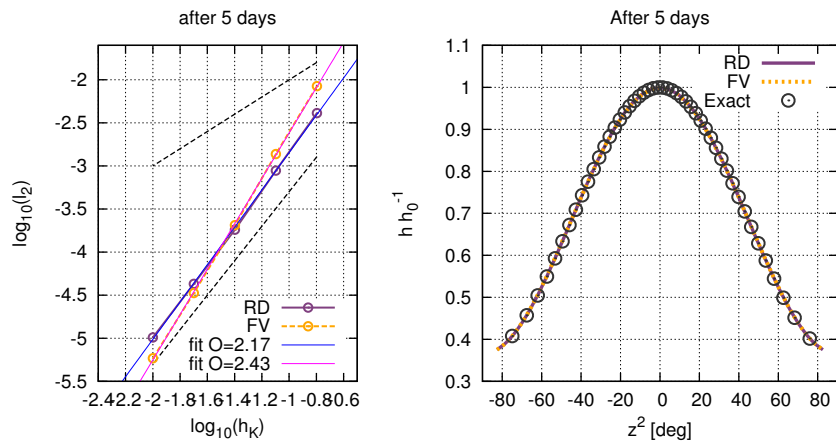 after 5 days
-2
-2.5
-3
-3.5
-4
-4.5
-5
-5.5
log10(l2)
RD
FV
fit O=2.17
fit O=2.43
-2.4-2.2 -2 -1.8-1.6-1.4-1.2 -1 -0.8-0.6
log10(hK)
After 5 days
1.1
1
0.9
0.8
0.7
0.6
0.5
0.4
0.3
h h0^-1
RD
FV
Exact
-80 -60 -40 -20 0 20 40 60 80
z^2 [deg]